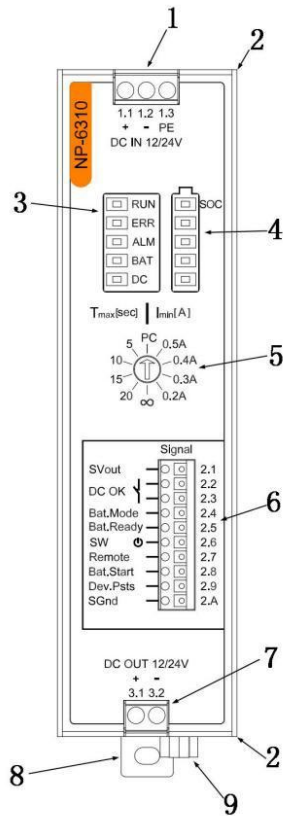 1
2
NP-6310
1.1 1.2 1.3
+ - PE
DC IN 12/24V
3
RUN
ERR
ALM
BAT
DC
SOC
4
Tmax[sec] | Imin[A]
PC
5 0.5A
10 0.4A
15 0.3A
20 0.2A
∞
5
Signal
SVout 2.1
DC OK 2.2
2.3
Bat.Mode 2.4
Bat.Ready 2.5
SW 2.6
Remote 2.7
Bat.Start 2.8
Dev.Psts 2.9
SGnd 2.A
6
DC OUT 12/24V
+ -
3.1 3.2
7
2
8
9